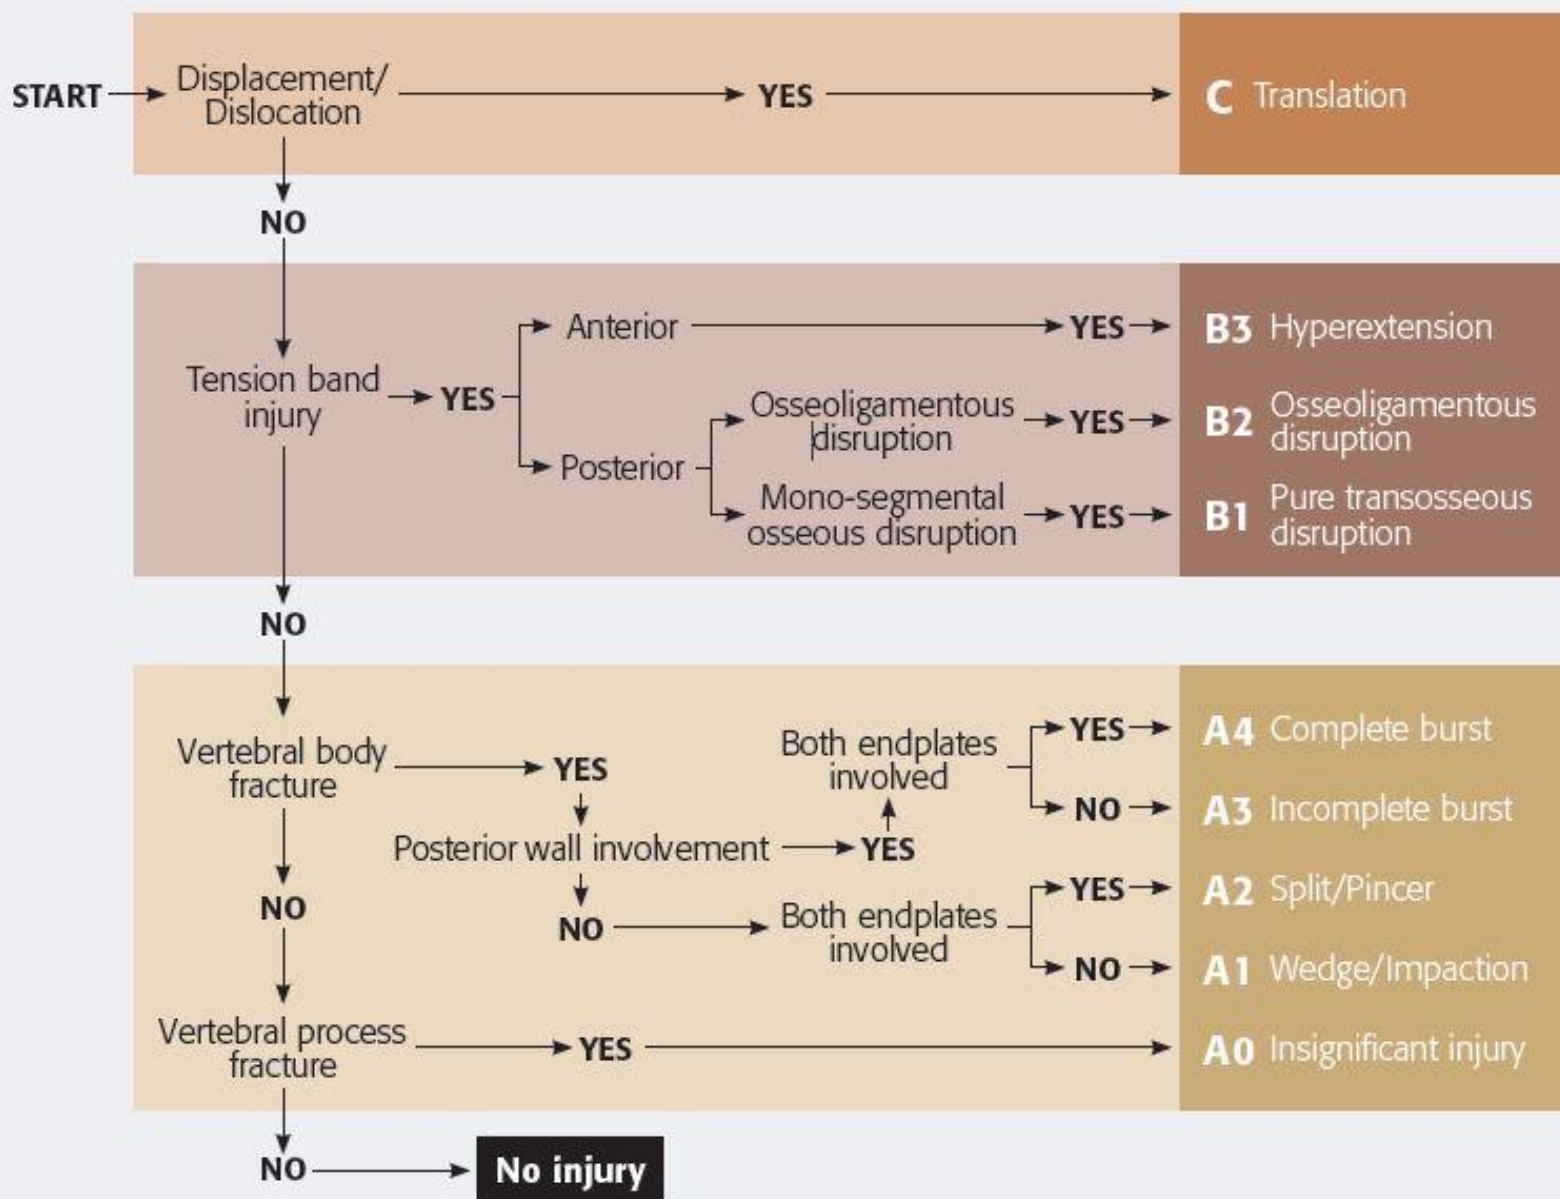 START
Displacement/
Dislocation
YES
C Translation
NO
Tension band
injury
YES
Anterior
YES
B3 Hyperextension
Posterior
Osseoligamentous
disruption
YES
B2 Osseoligamentous
disruption
Mono-segmental
osseous disruption
YES
B1 Pure transosseous
disruption
NO
Vertebral body
fracture
YES
Posterior wall involvement
YES
Both endplates
involved
YES
A4 Complete burst
NO
A3 Incomplete burst
NO
Both endplates
involved
YES
A2 Split/Pincer
NO
A1 Wedge/Impaction
NO
Vertebral process
fracture
YES
A0 Insignificant injury
NO
No injury